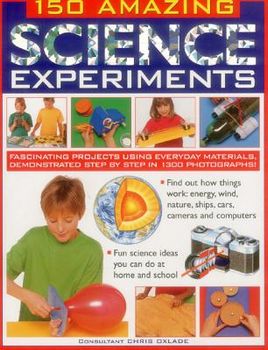 150 AMAZING
SCIENCE
EXPERIMENTS
FASCINATING PROJECTS USING EVERYDAY MATERIALS,
DEMONSTRATED STEP BY STEP IN 1300 PHOTOGRAPHS!
• Find out how things
work: energy, wind,
nature, ships, cars,
cameras and computers
• Fun science ideas
you can do at
home and school
CONSULTANT CHRIS OXLADE